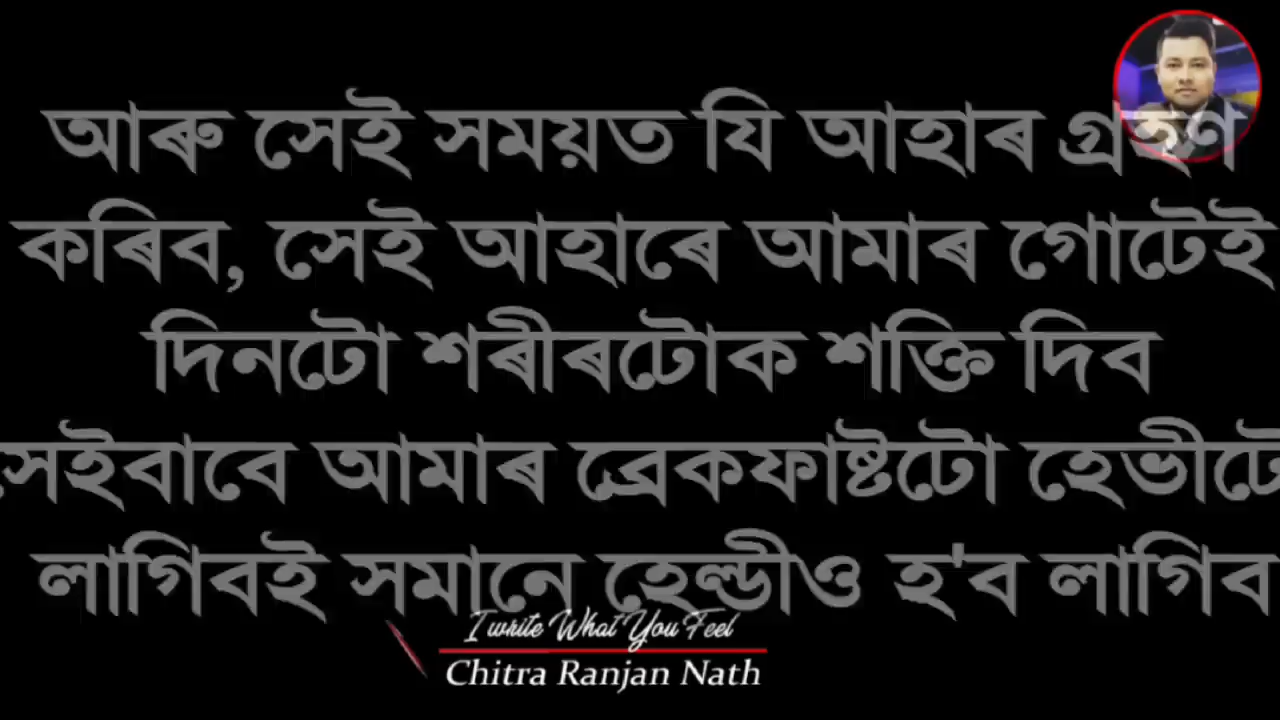 আৰু সেই সময়ত যি আহাৰ গ্ৰহণ
কৰিব, সেই আহাৰে আমাৰ গোটেই
দিনটো শৰীৰটোক শক্তি দিব
সেইবাবে আমাৰ ব্ৰেকফাষ্টটো হেভীটো
লাগিবই সমানে হেল্ডীও হ'ব লাগিব
I write What You Feel
Chitra Ranjan Nath